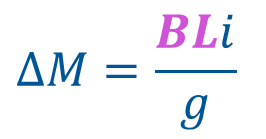 ΔM = BLi / g